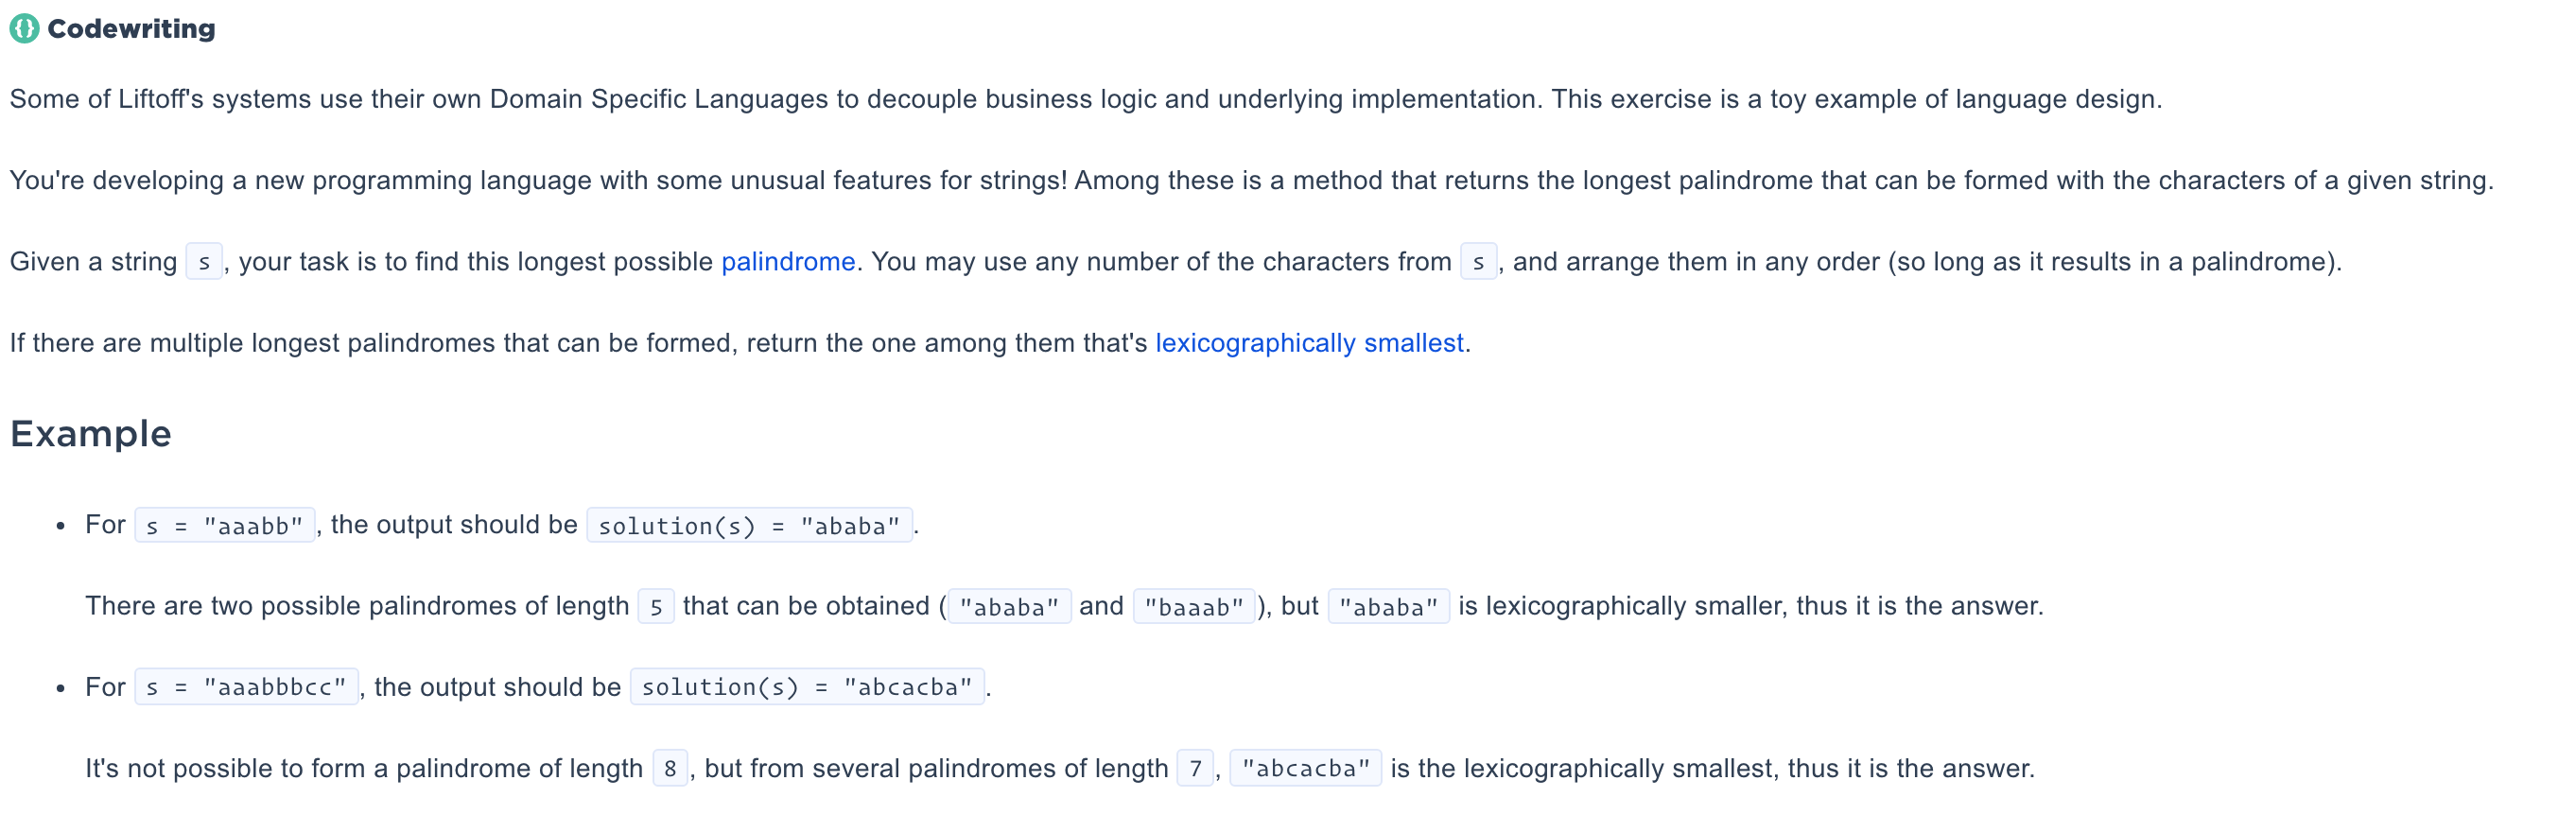 {} Codewriting
Some of Liftoff's systems use their own Domain Specific Languages to decouple business logic and underlying implementation. This exercise is a toy example of language design.
You're developing a new programming language with some unusual features for strings! Among these is a method that returns the longest palindrome that can be formed with the characters of a given string.
Given a string s, your task is to find this longest possible palindrome. You may use any number of the characters from s, and arrange them in any order (so long as it results in a palindrome).
If there are multiple longest palindromes that can be formed, return the one among them that's lexicographically smallest.
Example
• For s = "aaabb", the output should be solution(s) = "ababa".
There are two possible palindromes of length 5 that can be obtained ("ababa" and "baaab"), but "ababa" is lexicographically smaller, thus it is the answer.
• For s = "aaabbbcc", the output should be solution(s) = "abcacba".
It's not possible to form a palindrome of length 8, but from several palindromes of length 7, "abcacba" is the lexicographically smallest, thus it is the answer.